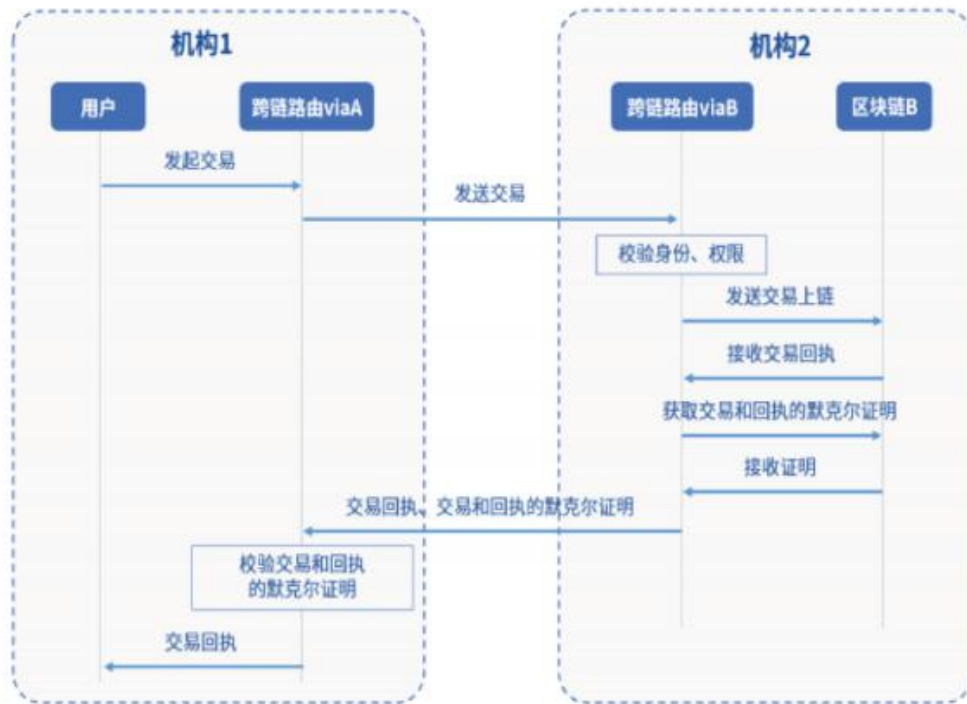 机构1
机构2
用户
跨链路由viaA
跨链路由viaB
区块链B
发起交易
发送交易
校验身份、权限
发送交易上链
接收交易回执
获取交易和回执的默克尔证明
接收证明
交易回执、交易和回执的默克尔证明
校验交易和回执
的默克尔证明
交易回执